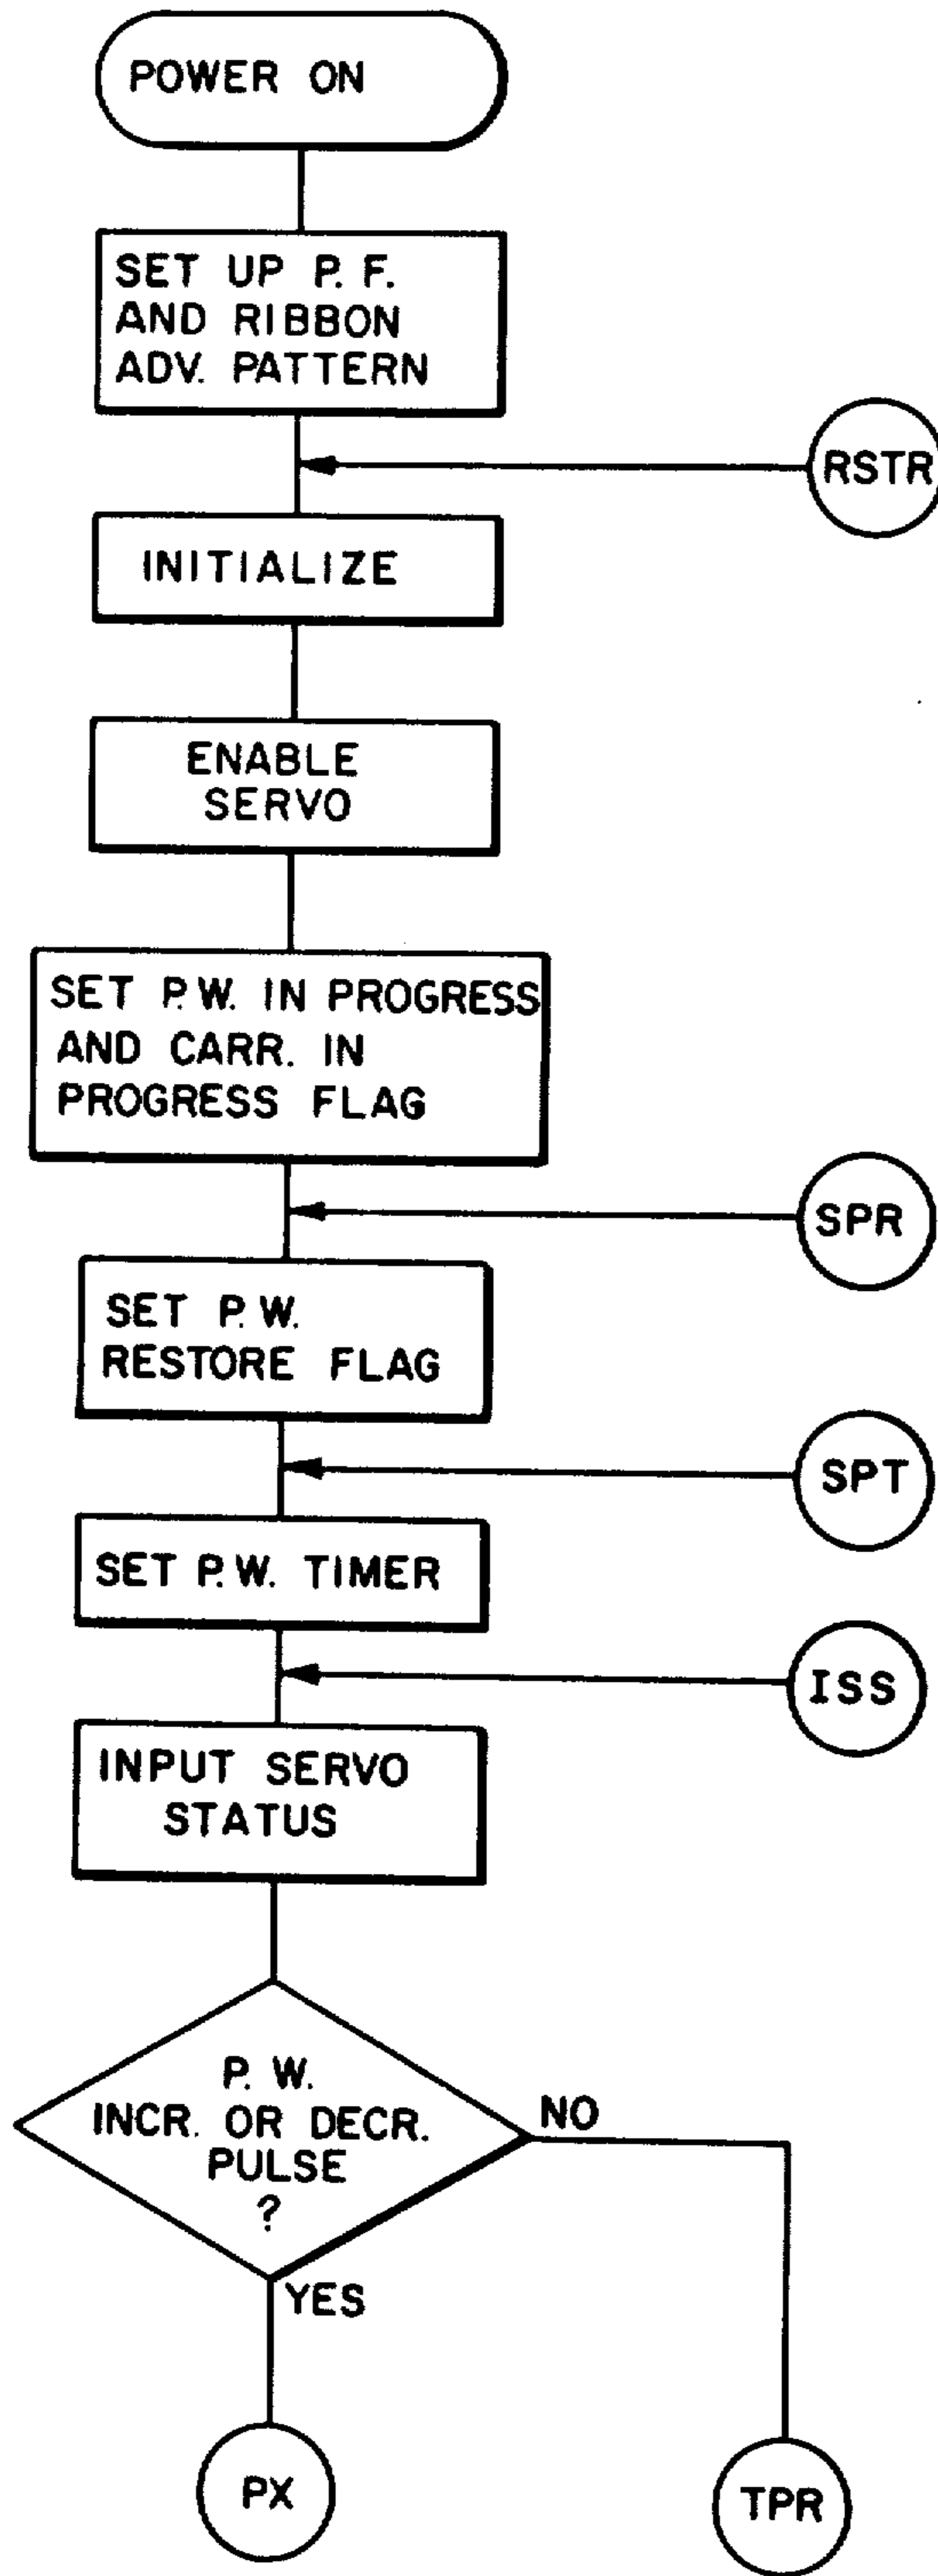 POWER ON
SET UP P. F.
AND RIBBON
ADV. PATTERN
RSTR
INITIALIZE
ENABLE
SERVO
SET P.W. IN PROGRESS
AND CARR. IN
PROGRESS FLAG
SPR
SET P.W.
RESTORE FLAG
SPT
SET P.W. TIMER
ISS
INPUT SERVO
STATUS
P. W.
INCR. OR DECR.
PULSE
?
NO
YES
PX
TPR